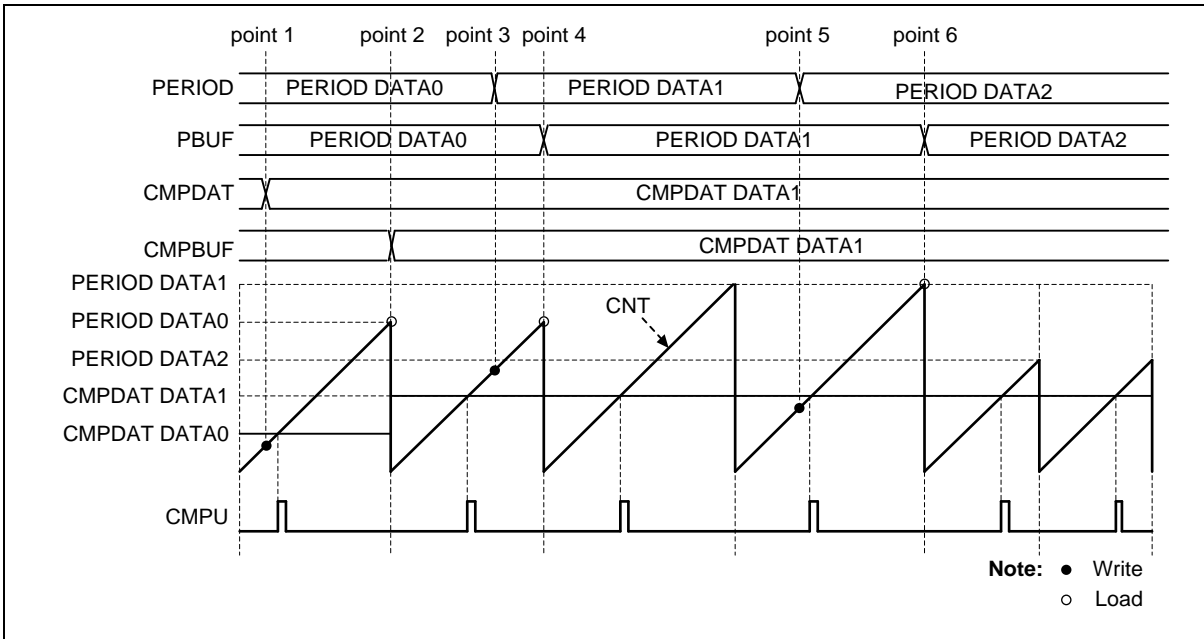 point 1 point 2 point 3 point 4 point 5 point 6
PERIOD PERIOD DATA0 PERIOD DATA1 PERIOD DATA2
PBUF PERIOD DATA0 PERIOD DATA1 PERIOD DATA2
CMPDAT CMPDAT DATA1
CMPBUF CMPDAT DATA1
PERIOD DATA1
CNT
PERIOD DATA0
PERIOD DATA2
CMPDAT DATA1
CMPDAT DATA0
CMPU
Note: ● Write
○ Load